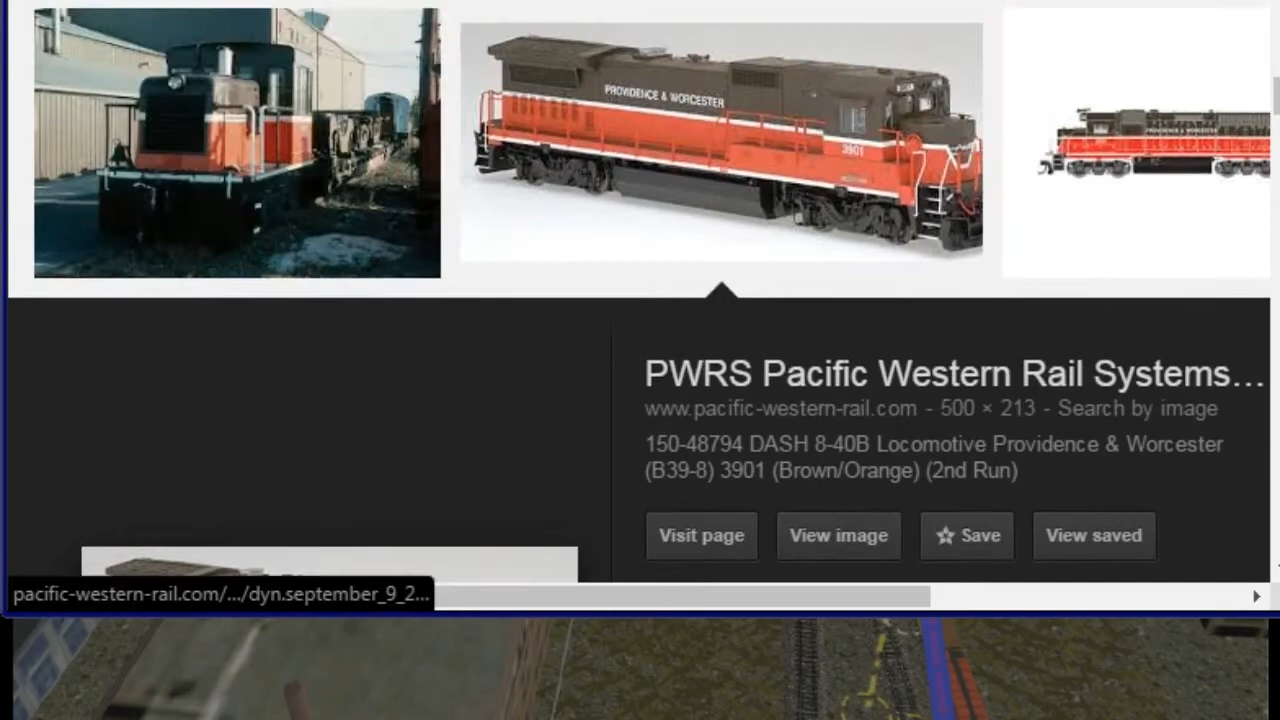 PROVIDENCE & WORCESTER
3901
PROVIDENCE & WORCESTER
PWRS Pacific Western Rail Systems...
www.pacific-western-rail.com - 500 × 213 - Search by image
150-48794 DASH 8-40B Locomotive Providence & Worcester
(B39-8) 3901 (Brown/Orange) (2nd Run)
Visit page
View image
Save
View saved
pacific-western-rail.com/.../dyn.september_9_2...